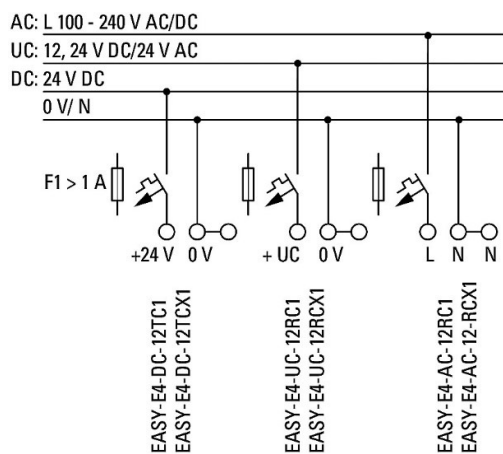 AC: L 100 - 240 V AC/DC
UC: 12, 24 V DC/24 V AC
DC: 24 V DC
0 V/ N
F1 > 1 A
+24 V 0 V + UC 0 V L N N
EASY-E4-DC-12TC1
EASY-E4-DC-12TCX1
EASY-E4-UC-12RC1
EASY-E4-UC-12RCX1
EASY-E4-AC-12RC1
EASY-E4-AC-12-RCX1